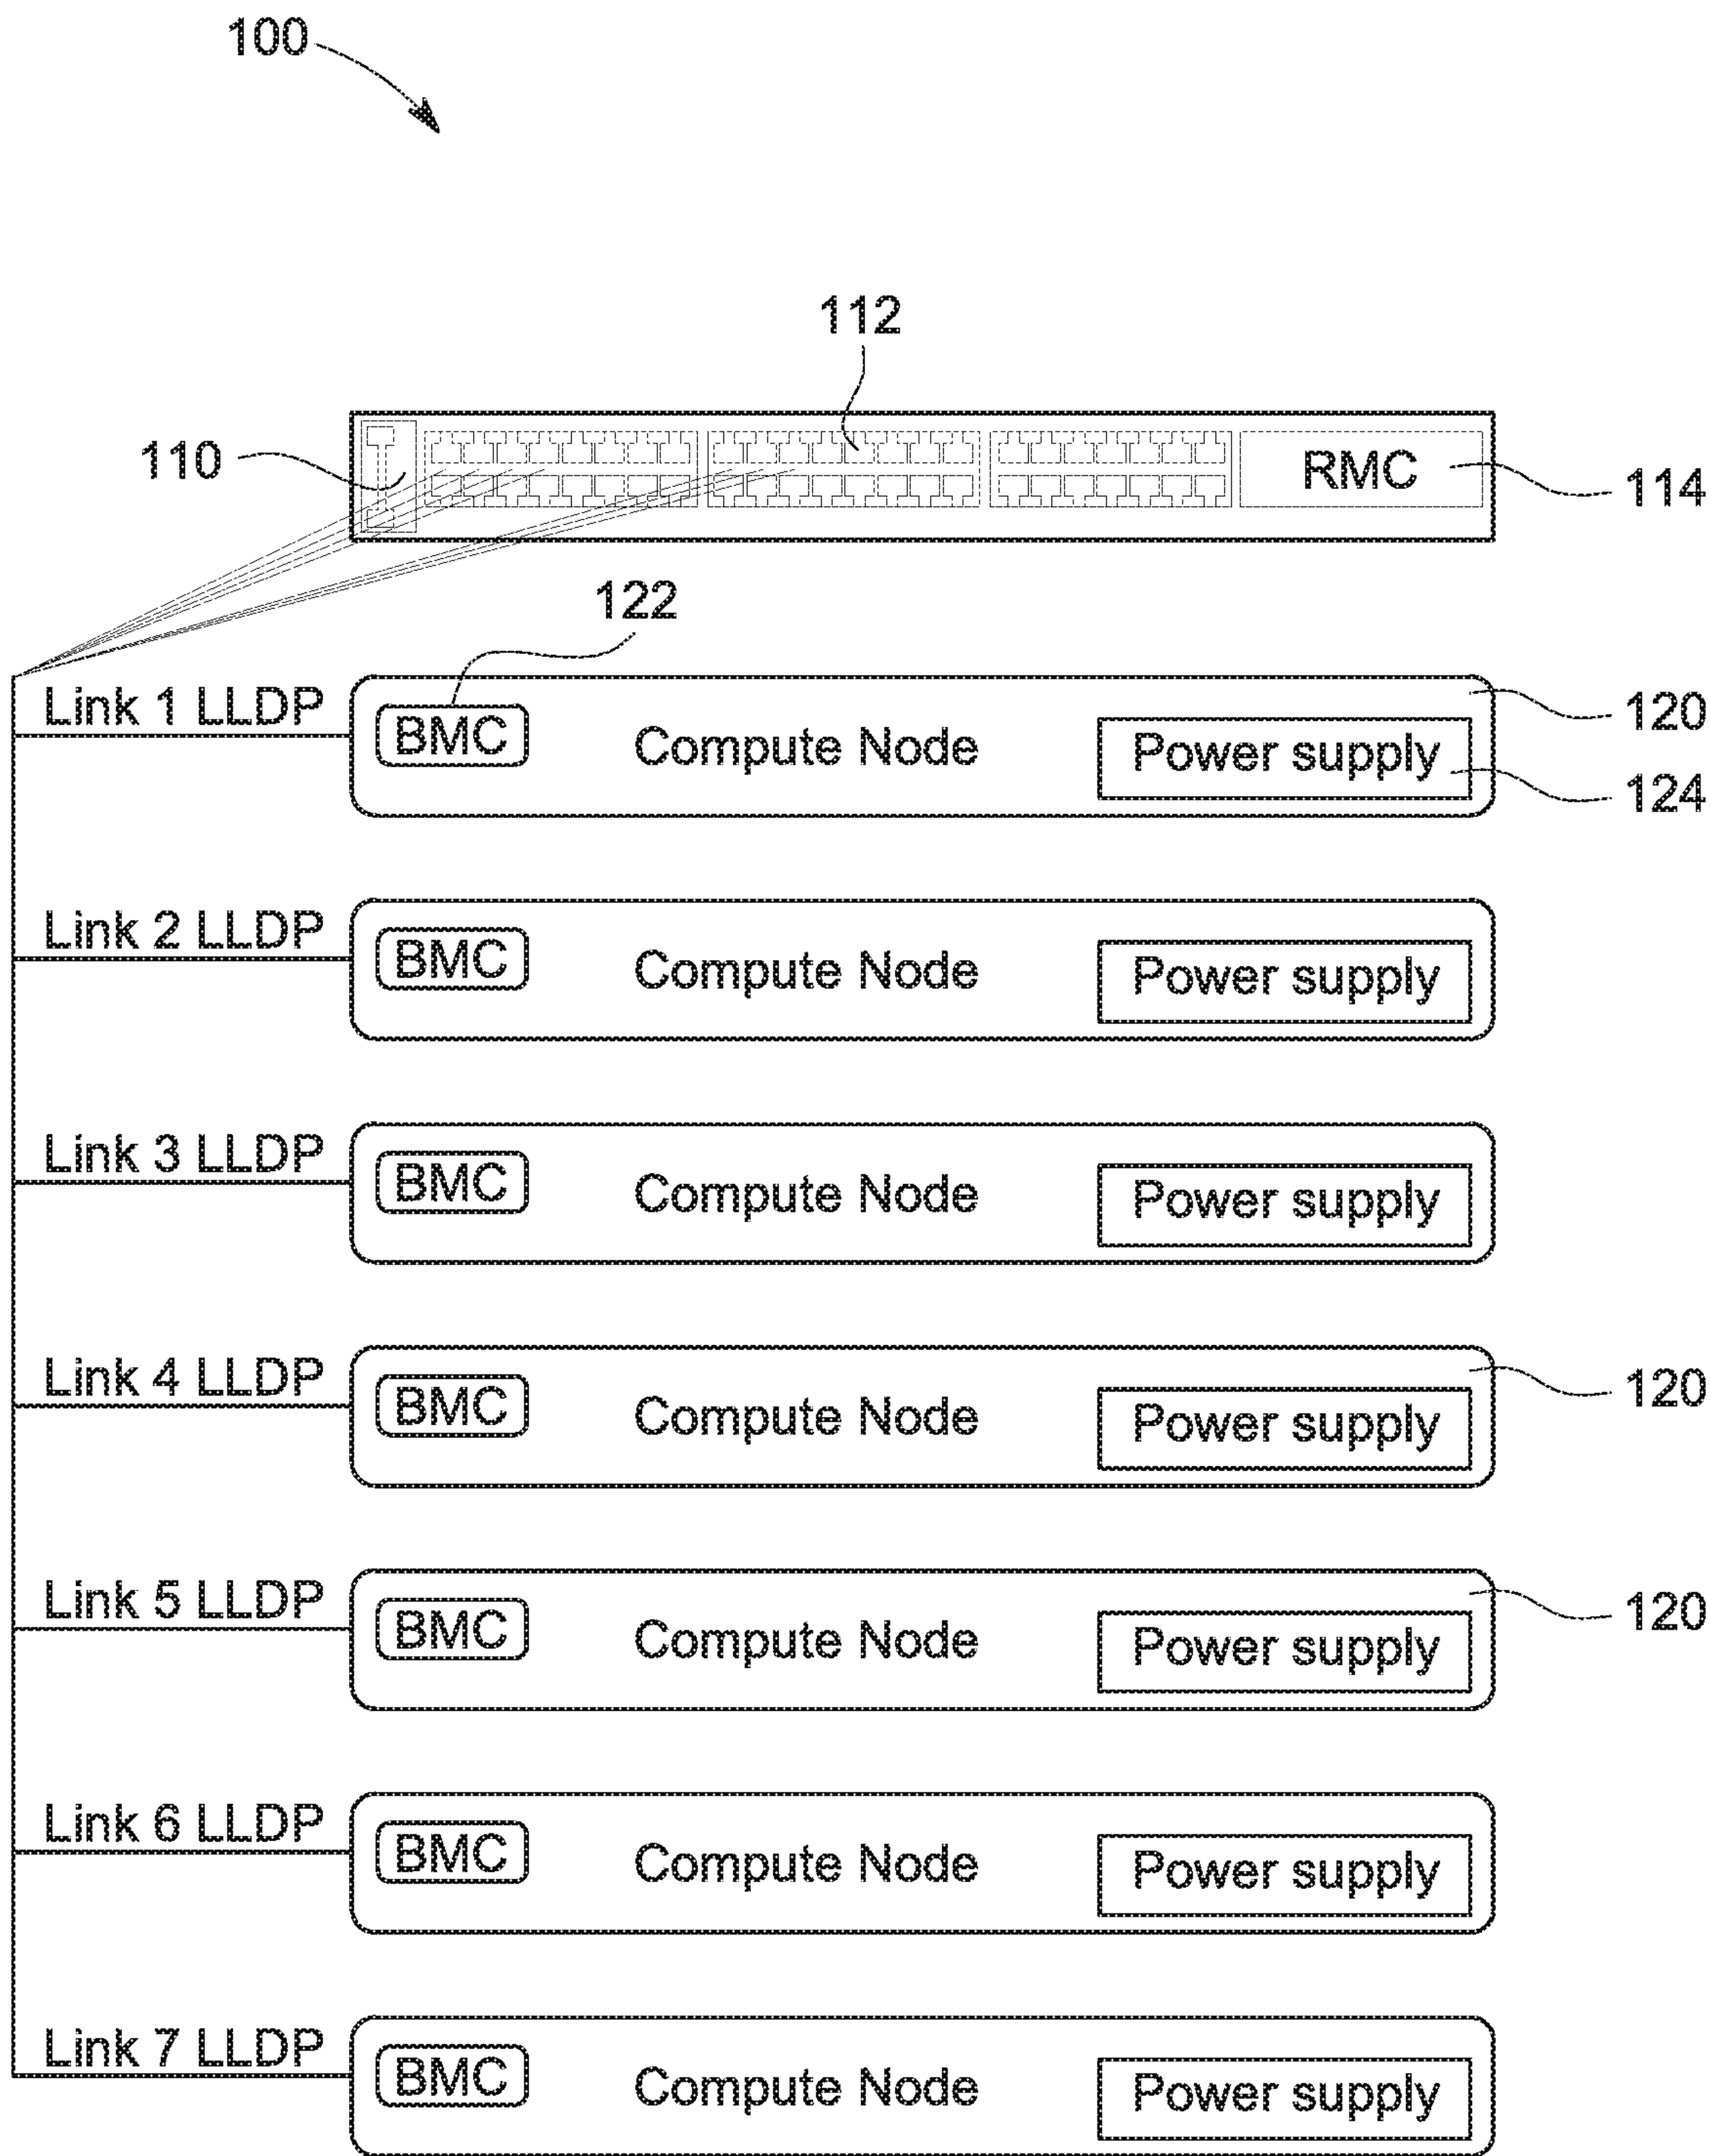 100
112
110
RMC
114
122
Link 1 LLDP
BMC
Compute Node
Power supply
120
124
Link 2 LLDP
BMC
Compute Node
Power supply
Link 3 LLDP
BMC
Compute Node
Power supply
Link 4 LLDP
BMC
Compute Node
Power supply
120
Link 5 LLDP
BMC
Compute Node
Power supply
120
Link 6 LLDP
BMC
Compute Node
Power supply
Link 7 LLDP
BMC
Compute Node
Power supply